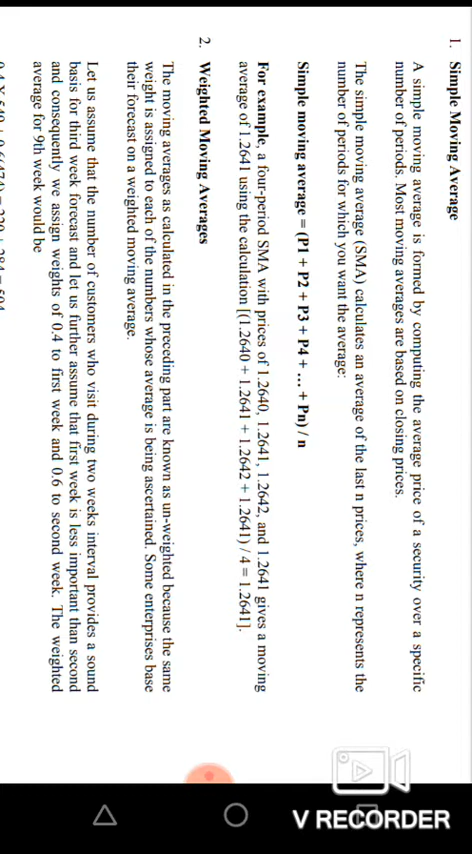 1. Simple Moving Average
A simple moving average is formed by computing the average price of a security over a specific
number of periods. Most moving averages are based on closing prices.
The simple moving average (SMA) calculates an average of the last n prices, where n represents the
number of periods for which you want the average:
Simple moving average = (P1 + P2 + P3 + P4 + ... + Pn) / n
For example, a four-period SMA with prices of 1.2640, 1.2641, 1.2642, and 1.2641 gives a moving
average of 1.2641 using the calculation [(1.2640 + 1.2641 + 1.2642 + 1.2641) / 4 = 1.2641].
2. Weighted Moving Averages
The moving averages as calculated in the preceding part are known as un-weighted because the same
weight is assigned to each of the numbers whose average is being ascertained. Some enterprises base
their forecast on a weighted moving average.
Let us assume that the number of customers who visit during two weeks interval provides a sound
basis for third week forecast and let us further assume that first week is less important than second
and consequently we assign weights of 0.4 to first week and 0.6 to second week. The weighted
average for 9th week would be
V RECORDER